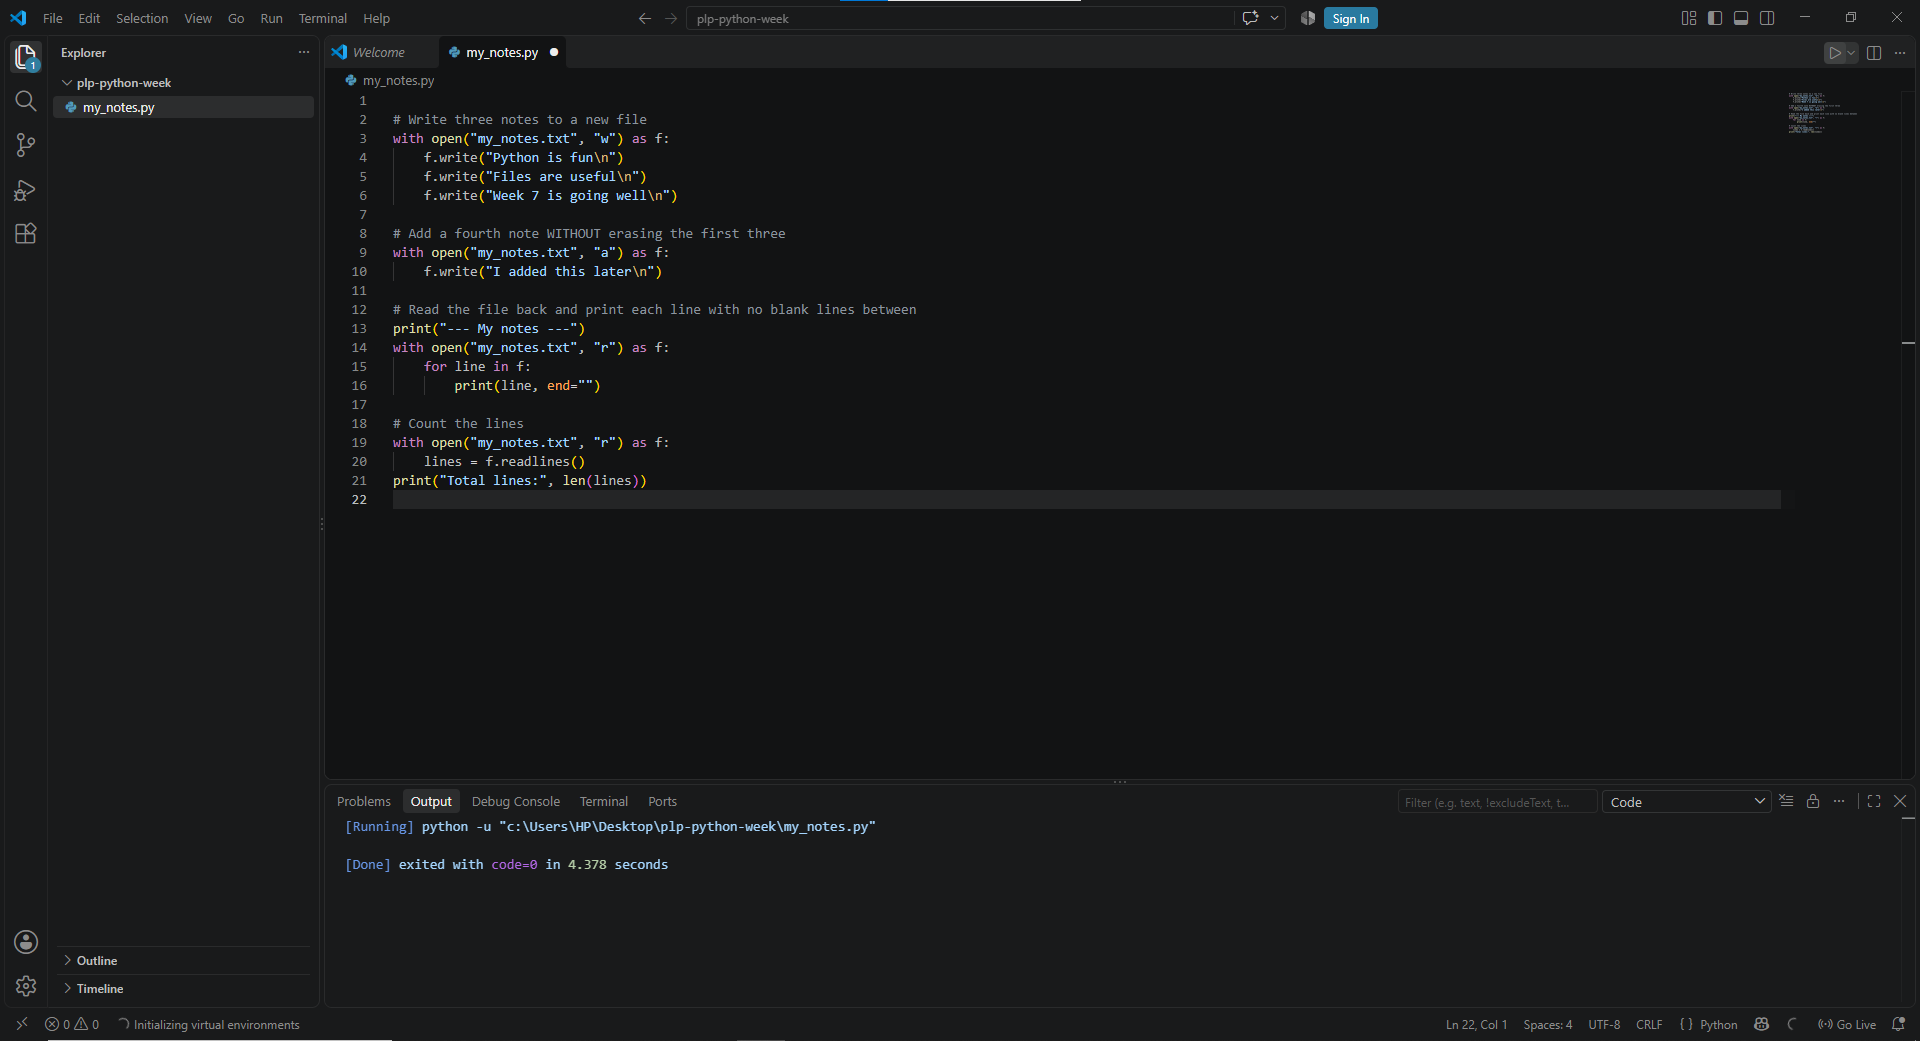 File Edit Selection View Go Run Terminal Help
plp-python-week
Sign In
Explorer
1
plp-python-week
my_notes.py
Welcome
my_notes.py
my_notes.py
1
2 # Write three notes to a new file
3 with open("my_notes.txt", "w") as f:
4 f.write("Python is fun\n")
5 f.write("Files are useful\n")
6 f.write("Week 7 is going well\n")
7
8 # Add a fourth note WITHOUT erasing the first three
9 with open("my_notes.txt", "a") as f:
10 f.write("I added this later\n")
11
12 # Read the file back and print each line with no blank lines between
13 print("--- My notes ---")
14 with open("my_notes.txt", "r") as f:
15 for line in f:
16 print(line, end="")
17
18 # Count the lines
19 with open("my_notes.txt", "r") as f:
20 lines = f.readlines()
21 print("Total lines:", len(lines))
22
Problems Output Debug Console Terminal Ports
Filter (e.g. text, !excludeText, t...
Code
[Running] python -u "c:\Users\HP\Desktop\plp-python-week\my_notes.py"
[Done] exited with code=0 in 4.378 seconds
Outline
Timeline
0 0 Initializing virtual environments
Ln 22, Col 1 Spaces: 4 UTF-8 CRLF { } Python Go Live